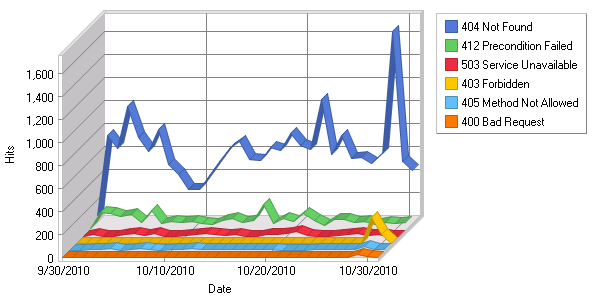 404 Not Found
412 Precondition Failed
503 Service Unavailable
403 Forbidden
405 Method Not Allowed
400 Bad Request
Hits
1,600
1,400
1,200
1,000
800
600
400
200
0
9/30/2010 10/10/2010 10/20/2010 10/30/2010
Date